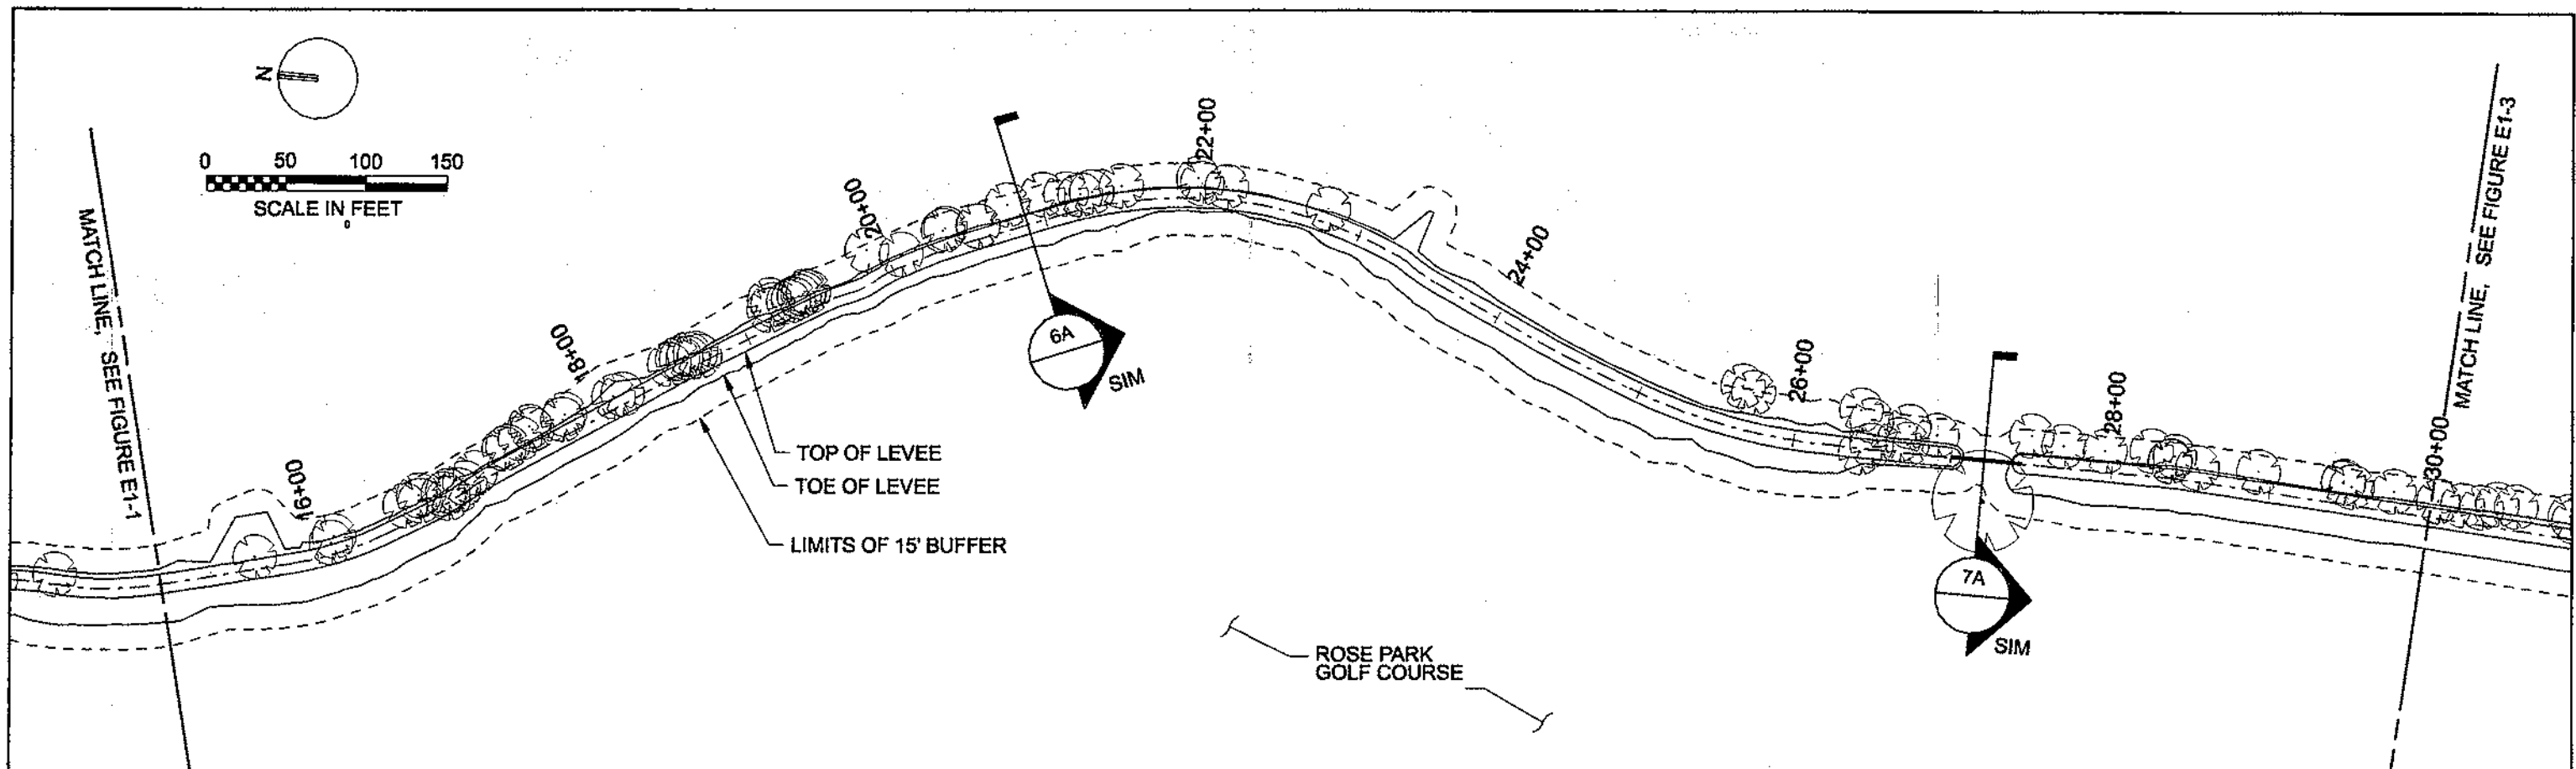 N
0 50 100 150
SCALE IN FEET
MATCH LINE, SEE FIGURE E1-1
16+00
18+00
20+00
22+00
24+00
26+00
28+00
30+00
MATCH LINE, SEE FIGURE E1-3
6A
SIM
TOP OF LEVEE
TOE OF LEVEE
LIMITS OF 15' BUFFER
7A
SIM
ROSE PARK
GOLF COURSE